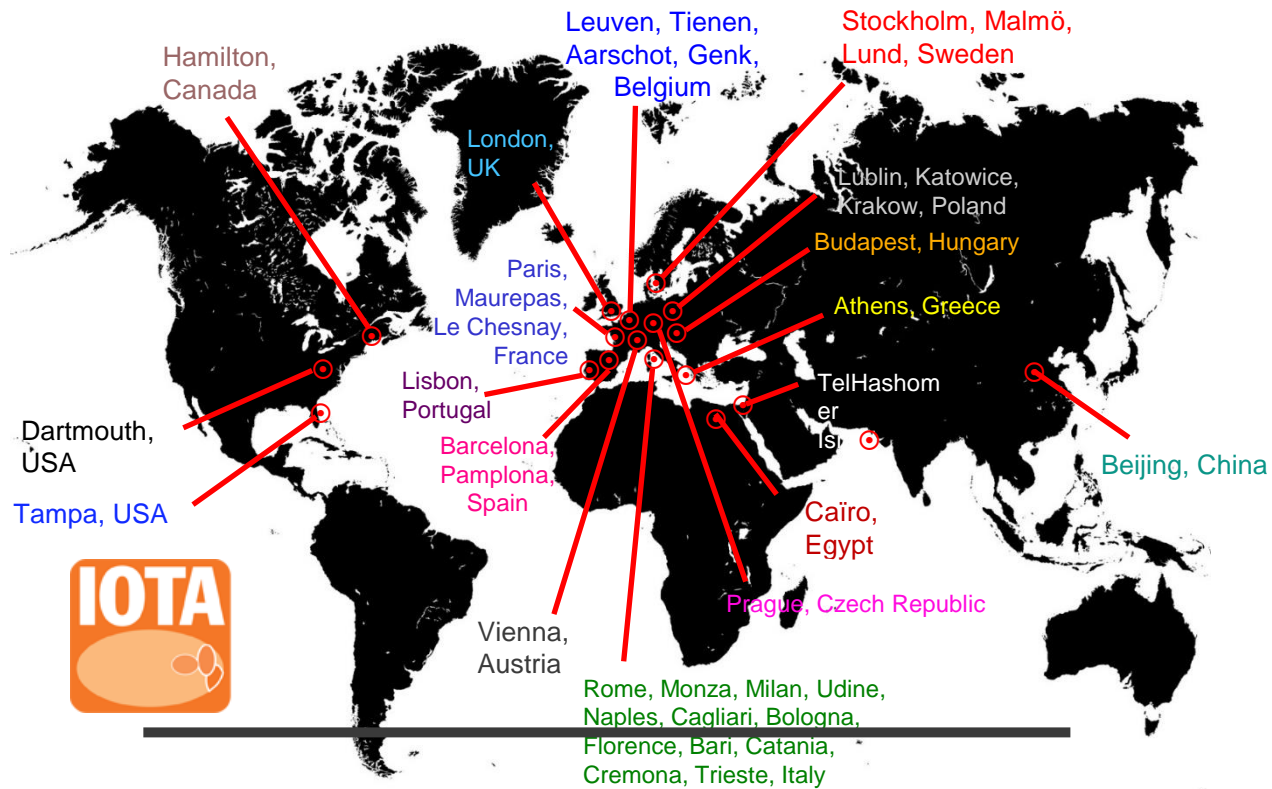 Leuven, Tienen,
Aarschot, Genk,
Belgium
Stockholm, Malmö,
Lund, Sweden
Hamilton,
Canada
London,
UK
Lublin, Katowice,
Krakow, Poland
Budapest, Hungary
Paris,
Maurepas,
Le Chesnay,
France
Athens, Greece
Lisbon,
Portugal
TelHashom
er
Is
Dartmouth,
USA
Barcelona,
Pamplona,
Spain
Beijing, China
Tampa, USA
Caïro,
Egypt
IOTA
Prague, Czech Republic
Vienna,
Austria
Rome, Monza, Milan, Udine,
Naples, Cagliari, Bologna,
Florence, Bari, Catania,
Cremona, Trieste, Italy